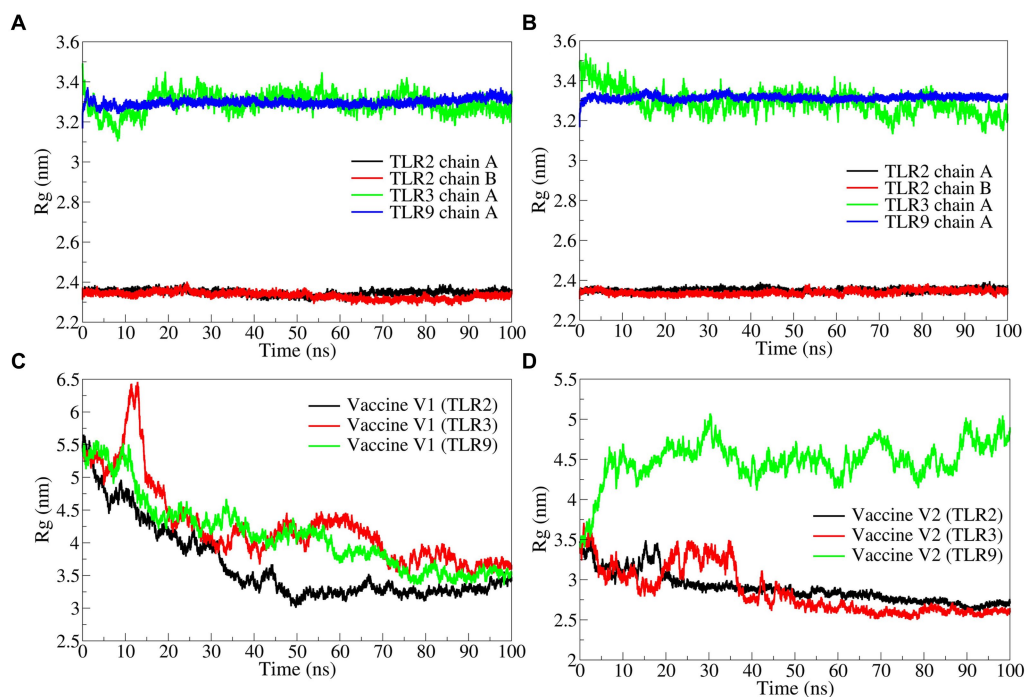 A
3.6
3.4
3.2
3
2.8
2.6
2.4
2.2
Rg (nm)
TLR2 chain A
TLR2 chain B
TLR3 chain A
TLR9 chain A
0 10 20 30 40 50 60 70 80 90 100
Time (ns)
B
3.6
3.4
3.2
3
2.8
2.6
2.4
2.2
Rg (nm)
TLR2 chain A
TLR2 chain B
TLR3 chain A
TLR9 chain A
0 10 20 30 40 50 60 70 80 90 100
Time (ns)
C
6.5
6
5.5
5
4.5
4
3.5
3
2.5
Rg (nm)
Vaccine V1 (TLR2)
Vaccine V1 (TLR3)
Vaccine V1 (TLR9)
0 10 20 30 40 50 60 70 80 90 100
Time (ns)
D
5.5
5
4.5
4
3.5
3
2.5
2
Rg (nm)
Vaccine V2 (TLR2)
Vaccine V2 (TLR3)
Vaccine V2 (TLR9)
0 10 20 30 40 50 60 70 80 90 100
Time (ns)